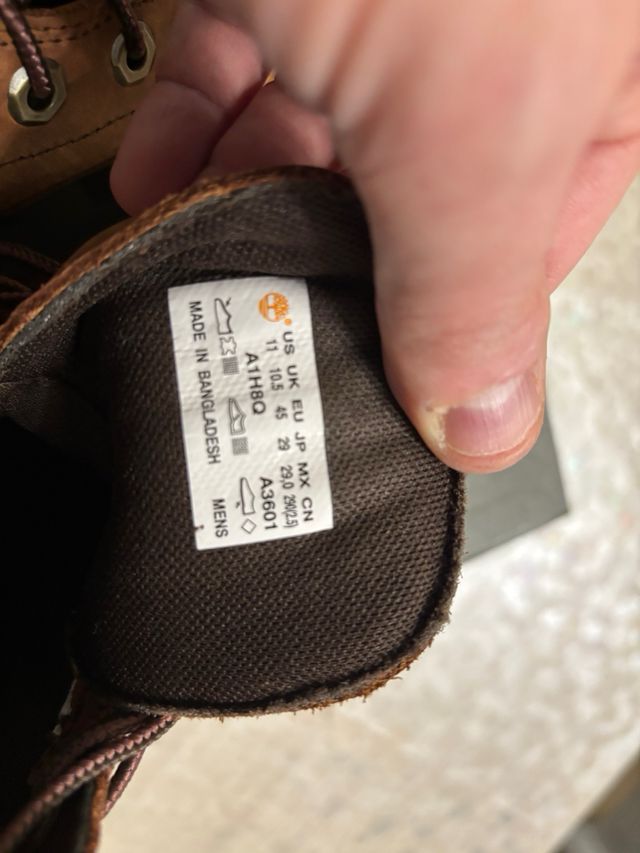 US UK EU JP MX CN
11 10.5 45 29 29.0 290(2.5)
A1H8Q A3601
MADE IN BANGLADESH MENS